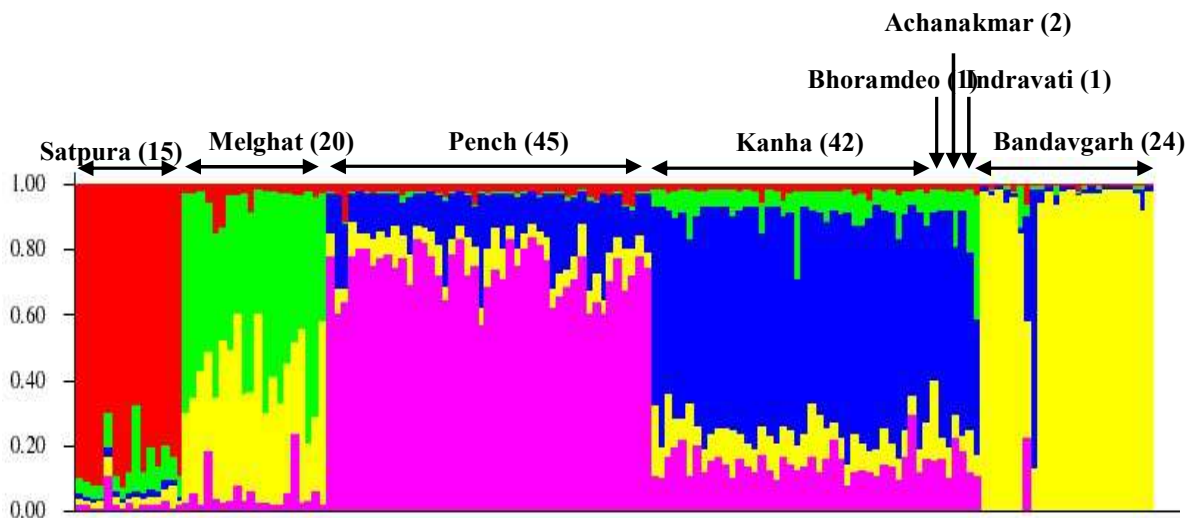 Achanakmar (2)
Bhoramdeo (1)
Indravati (1)
Satpura (15)
Melghat (20)
Pench (45)
Kanha (42)
Bandavgarh (24)
1.00
0.80
0.60
0.40
0.20
0.00